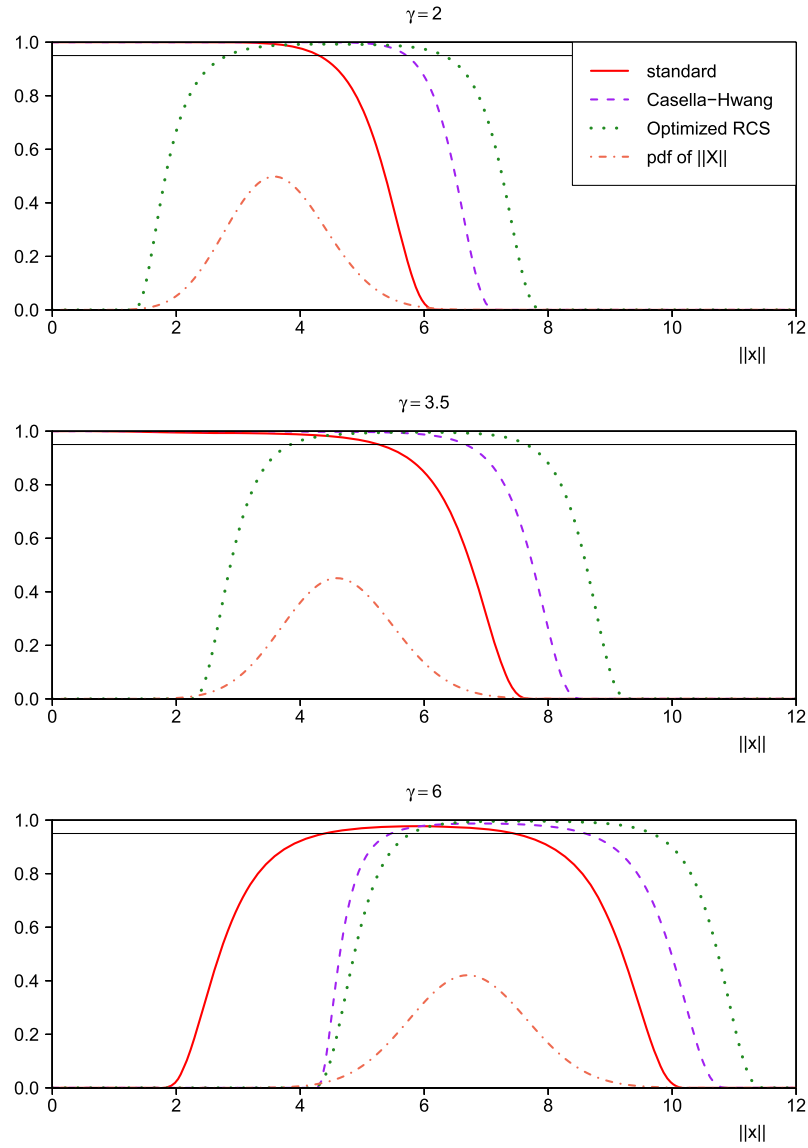 γ = 2
1.0
0.8
0.6
0.4
0.2
0.0
0 2 4 6 8 10 12
||x||
standard
Casella−Hwang
Optimized RCS
pdf of ||X||
γ = 3.5
1.0
0.8
0.6
0.4
0.2
0.0
0 2 4 6 8 10 12
||x||
γ = 6
1.0
0.8
0.6
0.4
0.2
0.0
0 2 4 6 8 10 12
||x||